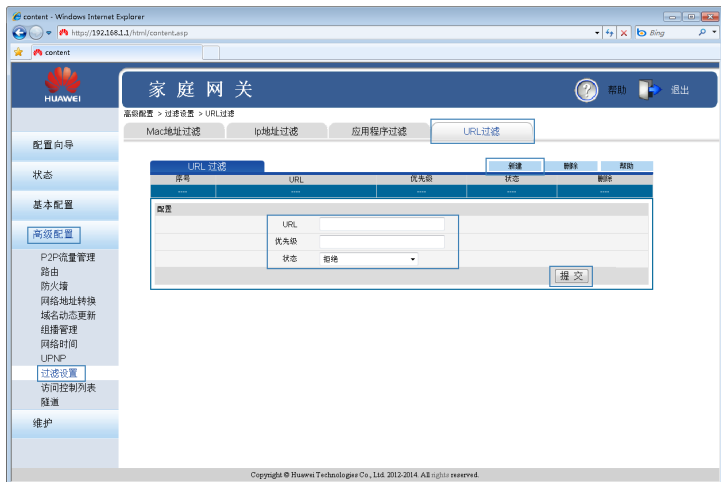 content - Windows Internet Explorer
http://192.168.1.1/html/content.asp
Bing
content
HUAWEI
家庭网关
帮助
退出
高级配置 > 过滤设置 > URL过滤
Mac地址过滤
Ip地址过滤
应用程序过滤
URL过滤
配置向导
状态
基本配置
高级配置
P2P流量管理
路由
防火墙
网络地址转换
域名动态更新
组播管理
网络时间
UPNP
过滤设置
访问控制列表
隧道
维护
URL 过滤
新建
删除
帮助
序号 URL 优先级 状态 删除
---- ---- ---- ---- ----
配置
URL
优先级
状态 拒绝
提交
Copyright © Huawei Technologies Co., Ltd. 2012-2014. All rights reserved.